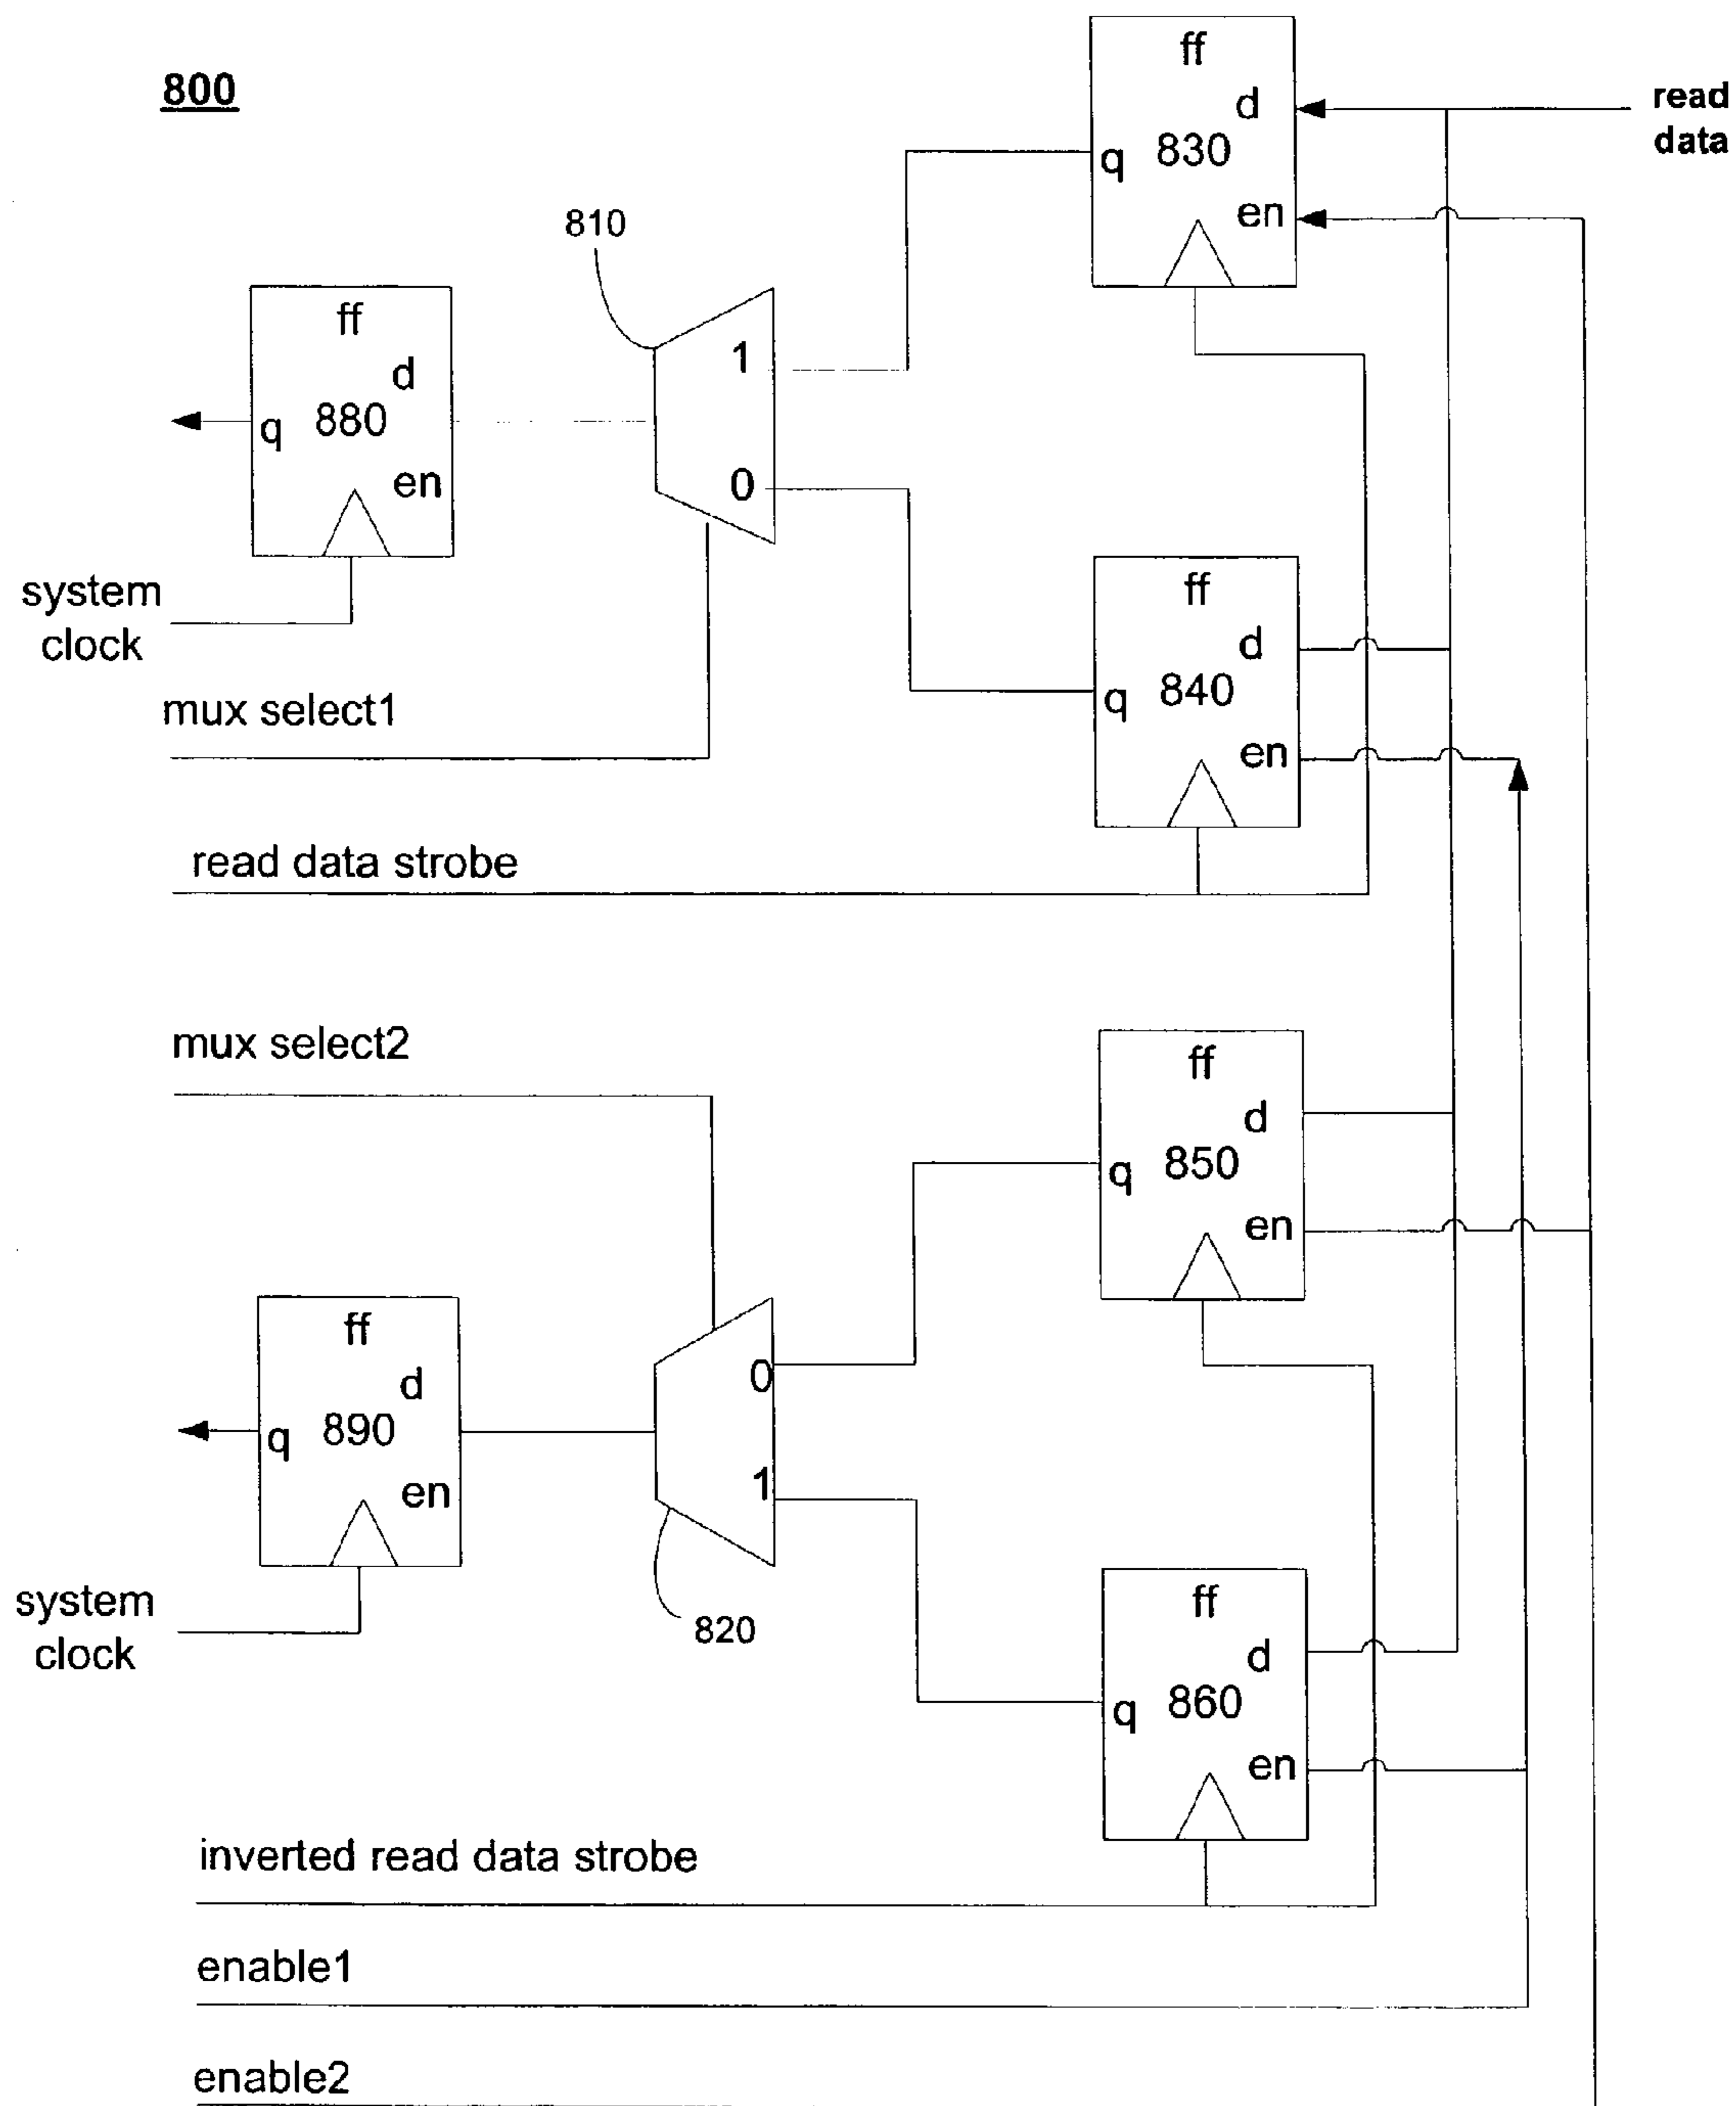 800
ff
d
830
q
en
read
data
810
1
0
ff
d
880
q
en
system
clock
mux select1
ff
d
840
q
en
read data strobe
mux select2
ff
d
850
q
en
0
1
ff
d
890
q
en
820
system
clock
ff
d
860
q
en
inverted read data strobe
enable1
enable2